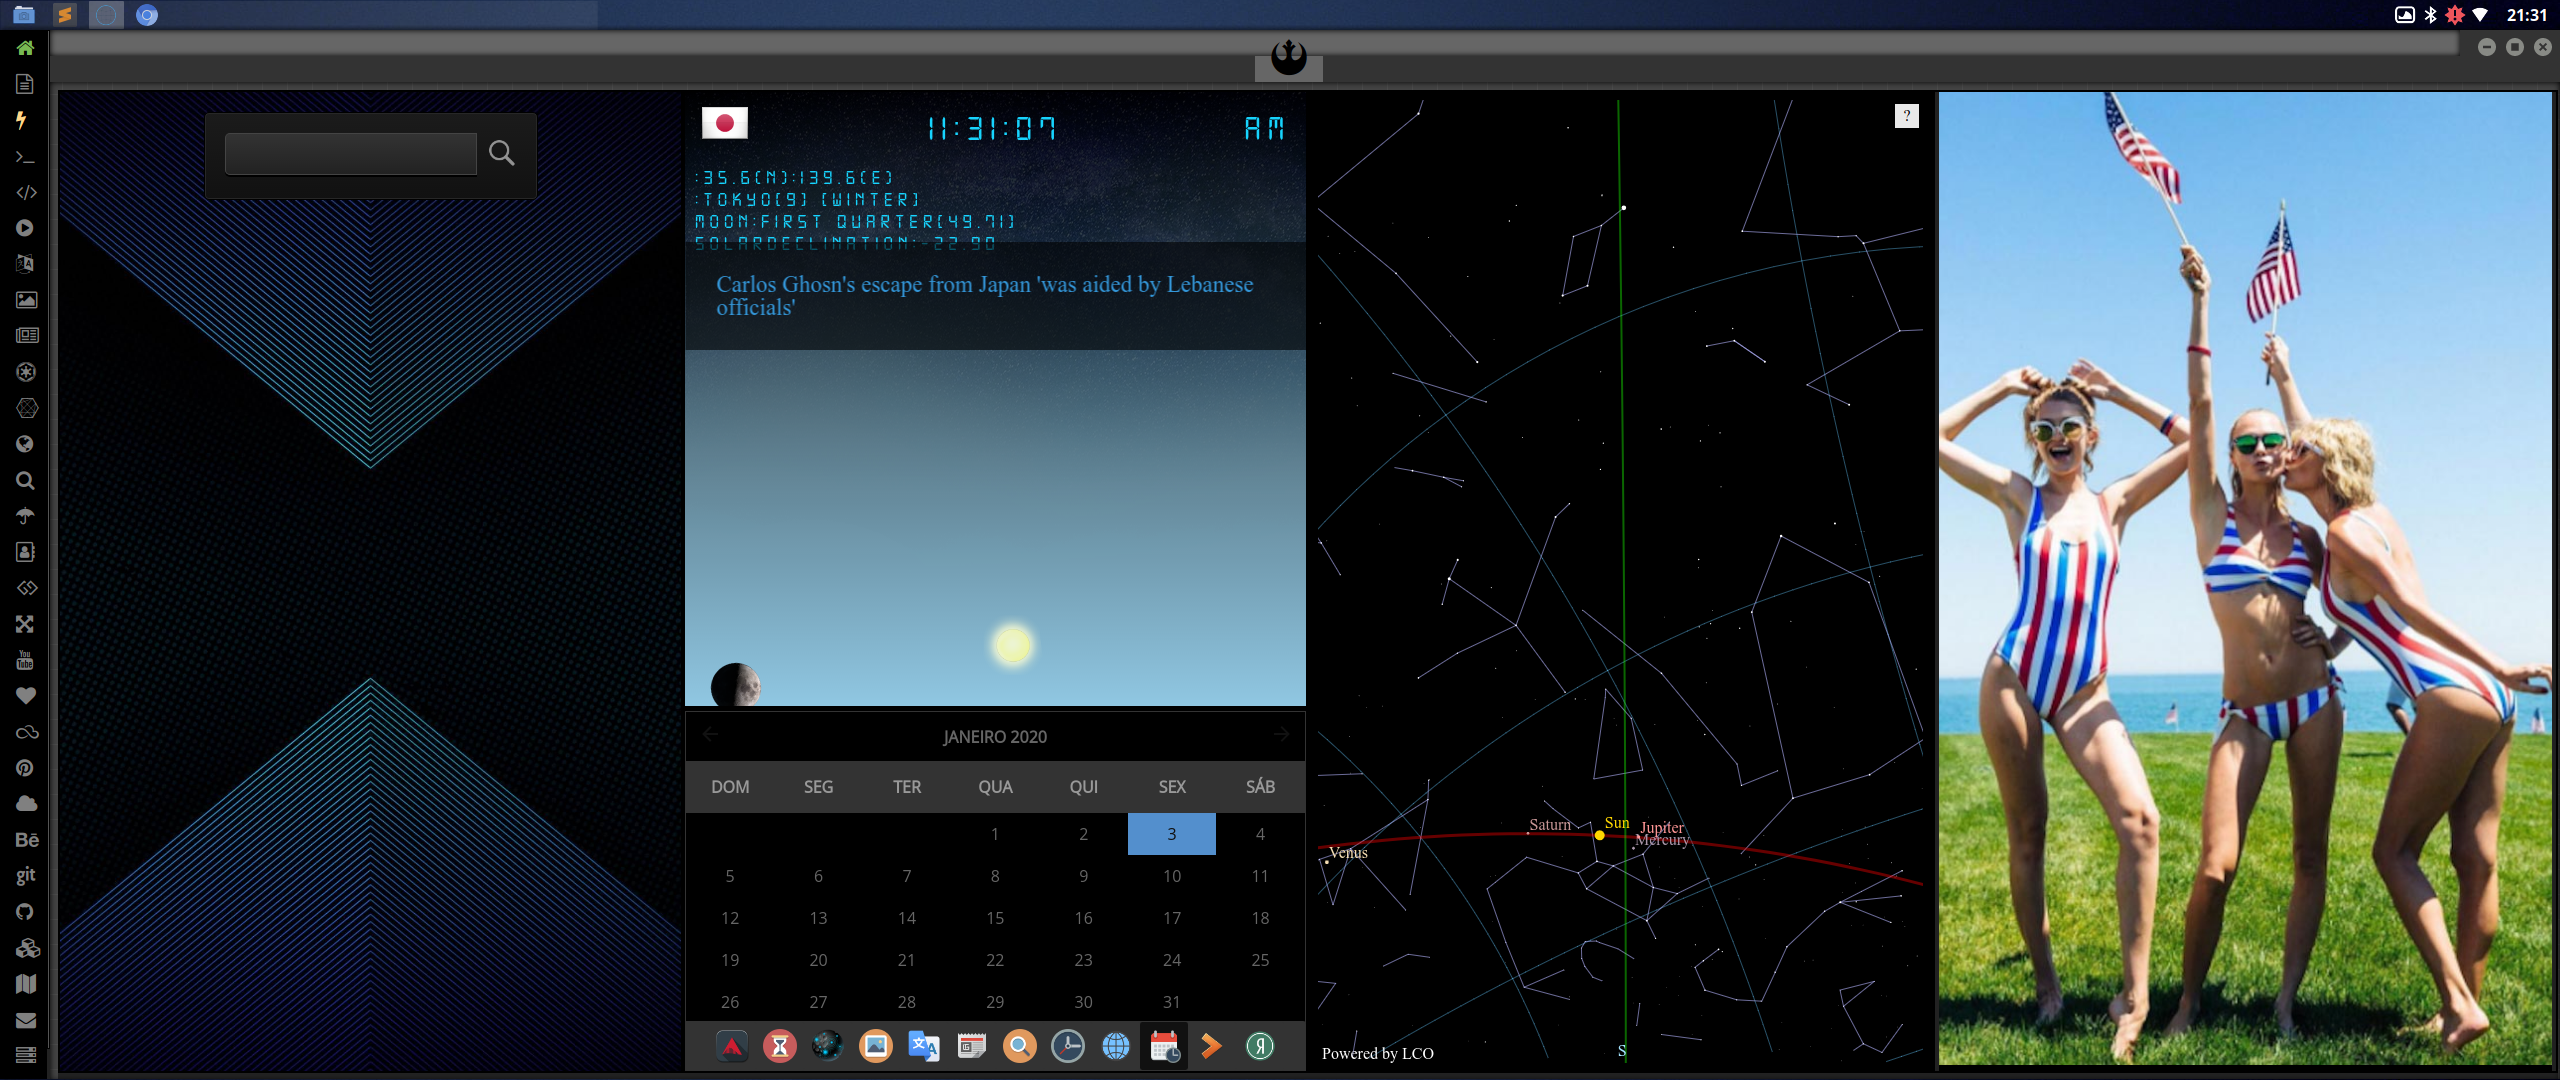 21:31
11:31:07 AM
:35.6(N):139.6(E)
:TOKYO(9) (WINTER)
MOON:FIRST QUARTER(49.71)
SOLARDECLINATION:-22.90
Carlos Ghosn's escape from Japan 'was aided by Lebanese
officials'
JANEIRO 2020
DOM SEG TER QUA QUI SEX SÁB
1 2 3 4
5 6 7 8 9 10 11
12 13 14 15 16 17 18
19 20 21 22 23 24 25
26 27 28 29 30 31
?
Saturn
Sun
Jupiter
Mercury
Venus
S
Powered by LCO
You
Tube
Bē
git